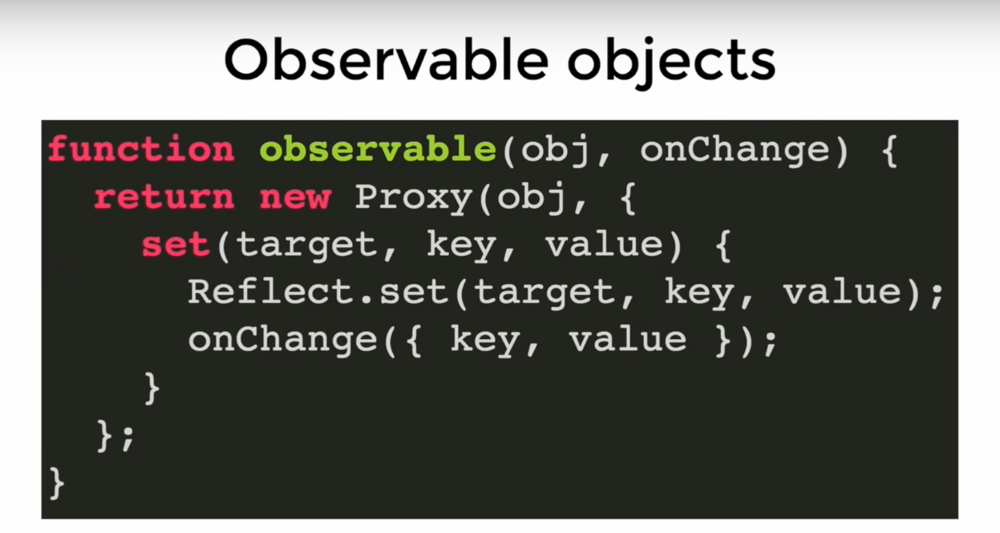 Observable objects
function observable(obj, onChange) {
  return new Proxy(obj, {
    set(target, key, value) {
      Reflect.set(target, key, value);
      onChange({ key, value });
    }
  };
}